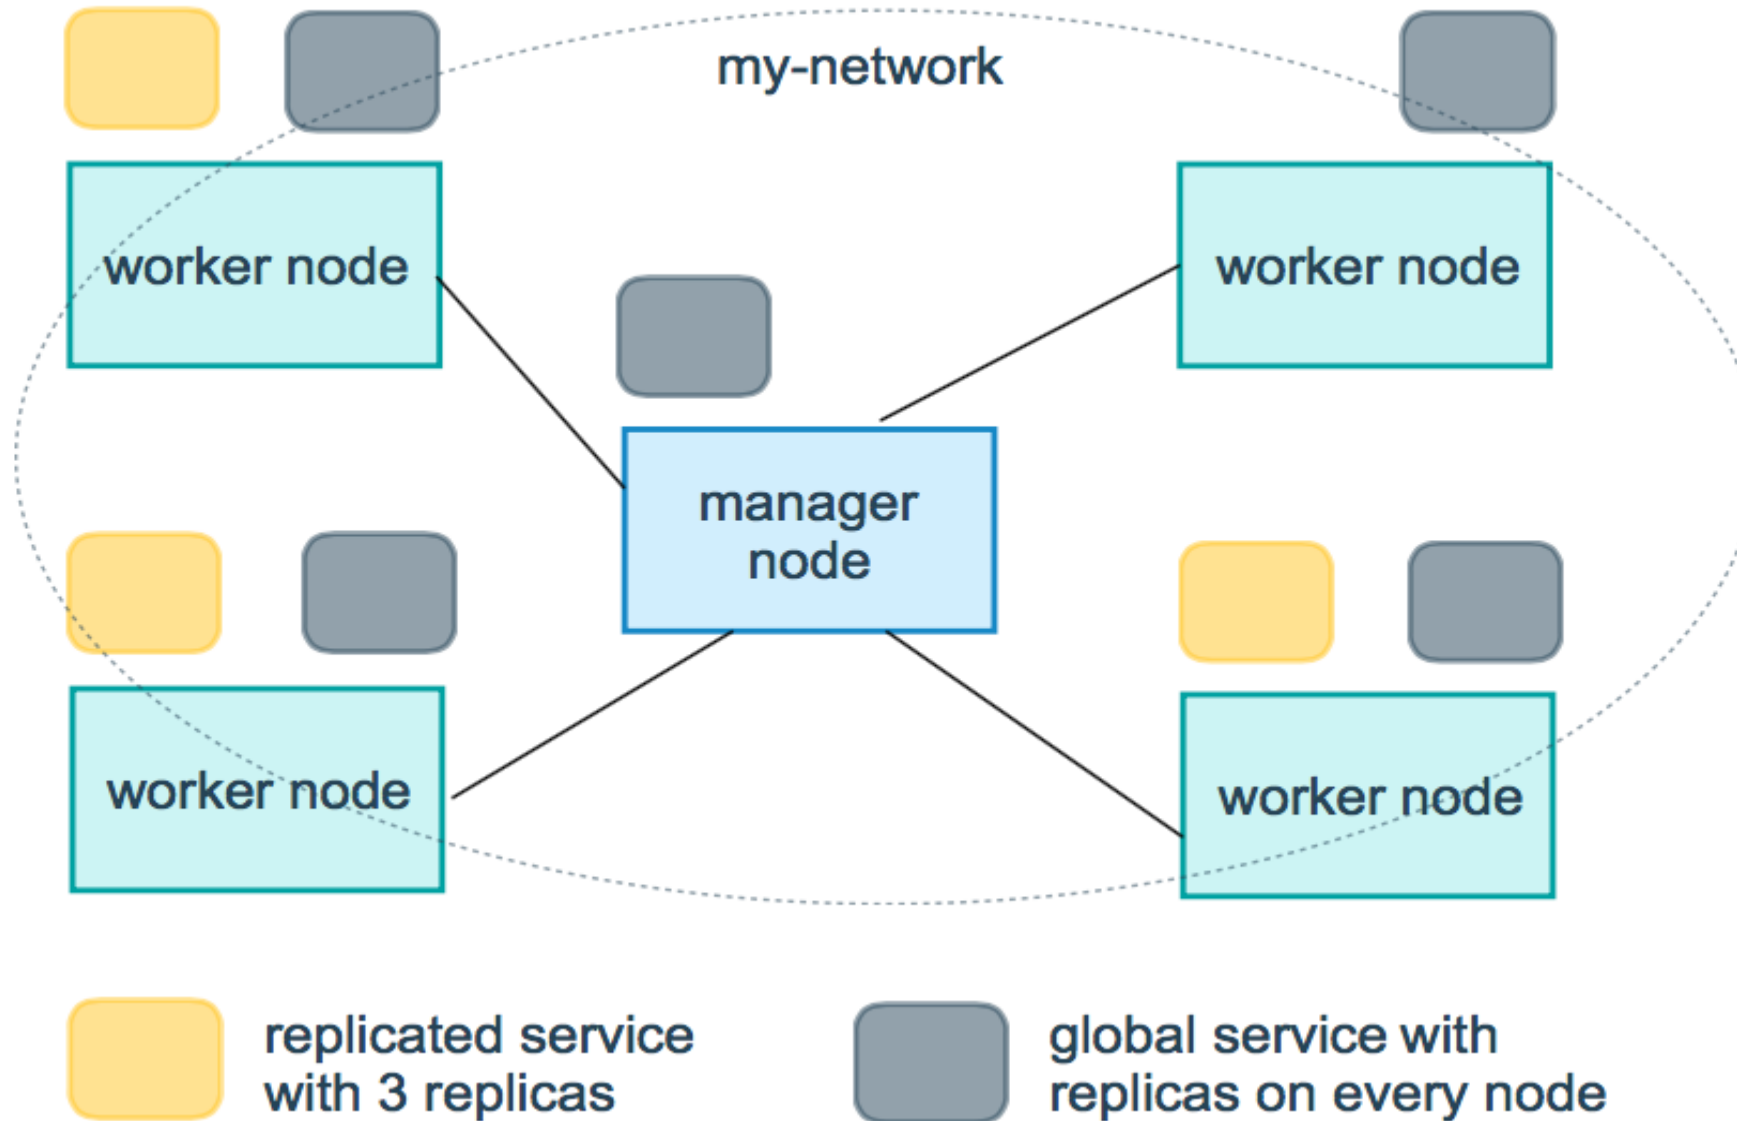 my-network
worker node
worker node
manager
node
worker node
worker node
replicated service
with 3 replicas
global service with
replicas on every node